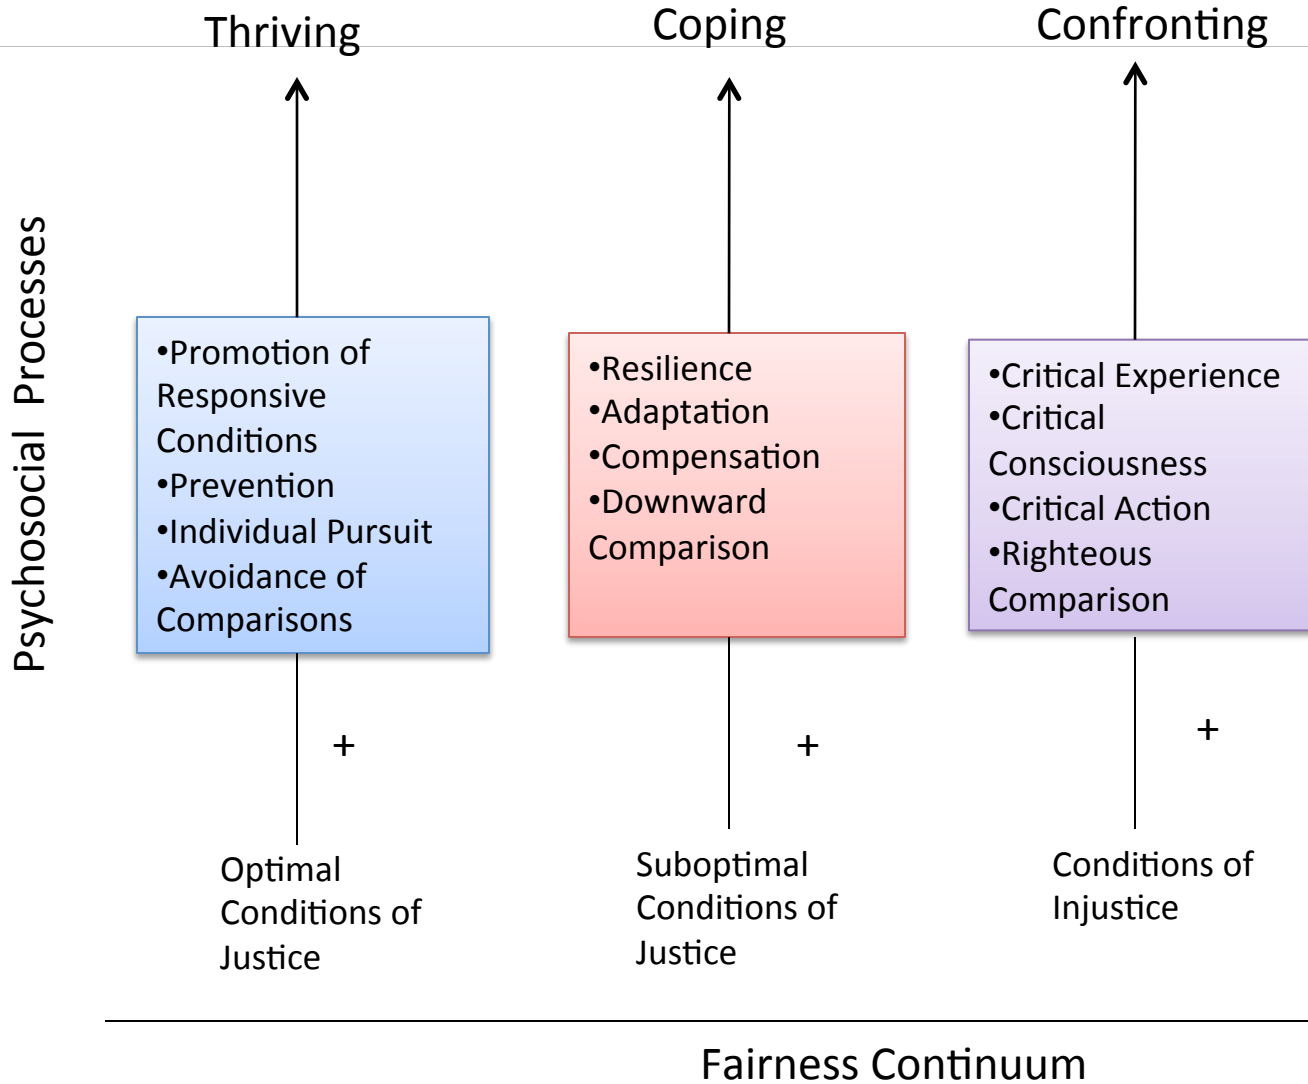 Thriving
Coping
Confronting
Psychosocial Processes
•Promotion of
Responsive
Conditions
•Prevention
•Individual Pursuit
•Avoidance of
Comparisons
•Resilience
•Adaptation
•Compensation
•Downward
Comparison
•Critical Experience
•Critical
Consciousness
•Critical Action
•Righteous
Comparison
+
+
+
Optimal
Conditions of
Justice
Suboptimal
Conditions of
Justice
Conditions of
Injustice
Fairness Continuum